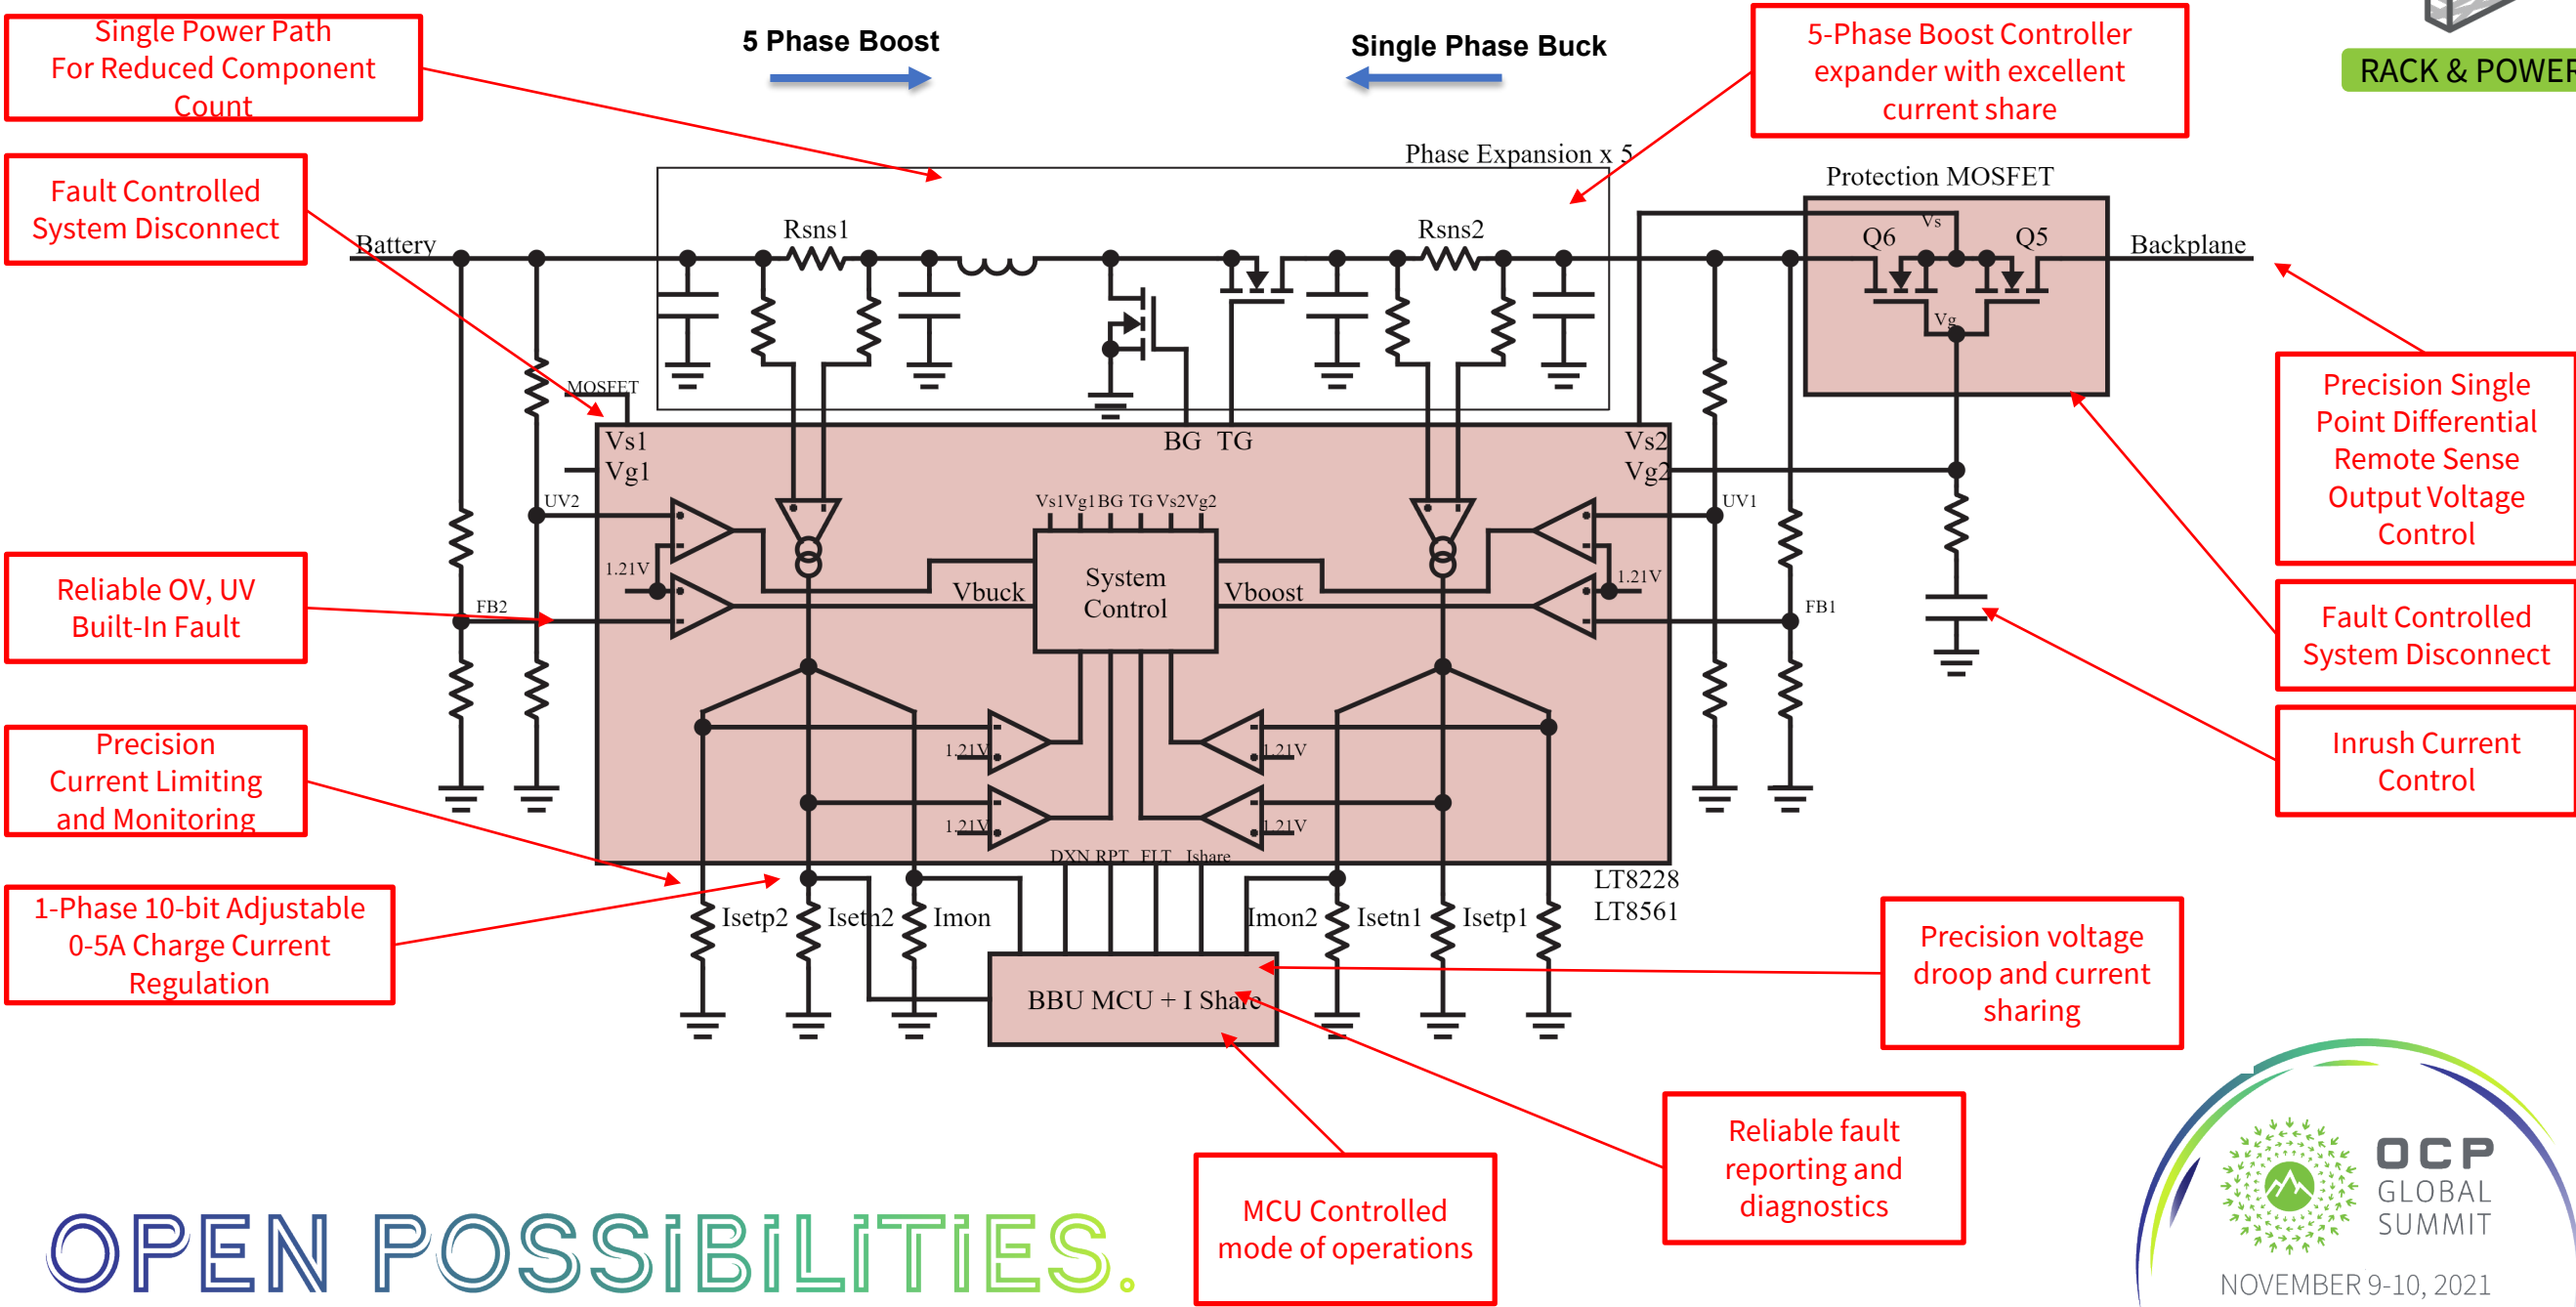 Single Power Path
For Reduced Component
Count
5 Phase Boost
Single Phase Buck
5-Phase Boost Controller
expander with excellent
current share
RACK & POWER
Fault Controlled
System Disconnect
Phase Expansion x 5
Protection MOSFET
Battery
Rsns1
Rsns2
Vs
Q6
Q5
Vg
Backplane
MOSFET
Vs1
Vg1
BG TG
Vs2
Vg2
Precision Single
Point Differential
Remote Sense
Output Voltage
Control
UV2
Vs1 Vg1 BG TG Vs2 Vg2
UV1
1.21V
1.21V
System
Control
Vbuck
Vboost
FB2
FB1
Reliable OV, UV
Built-In Fault
Fault Controlled
System Disconnect
Precision
Current Limiting
and Monitoring
1.21V
1.21V
1.21V
1.21V
Inrush Current
Control
DXN RPT FLT Ishare
LT8228
LT8561
1-Phase 10-bit Adjustable
0-5A Charge Current
Regulation
Isetp2
Isetn2
Imon
Imon2
Isetn1
Isetp1
BBU MCU + I Share
Precision voltage
droop and current
sharing
Reliable fault
reporting and
diagnostics
MCU Controlled
mode of operations
OPEN POSSIBILITIES.
OCP
GLOBAL
SUMMIT
NOVEMBER 9-10, 2021